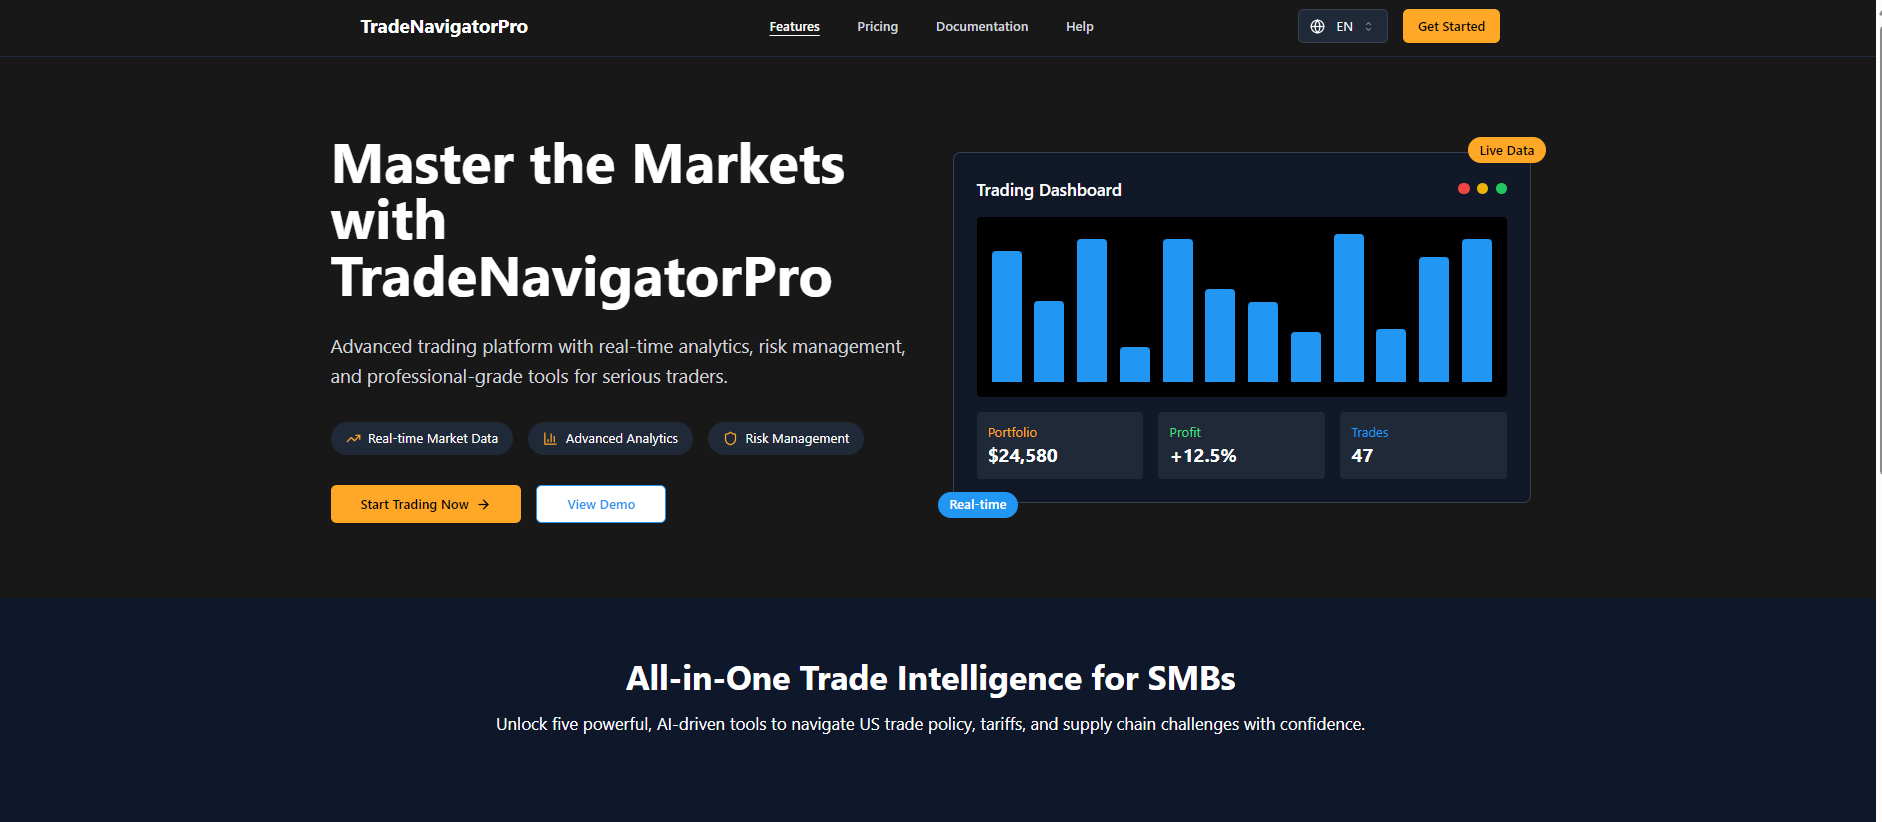 TradeNavigatorPro
Features
Pricing
Documentation
Help
EN
Get Started
Master the Markets
with
TradeNavigatorPro
Advanced trading platform with real-time analytics, risk management,
and professional-grade tools for serious traders.
Real-time Market Data
Advanced Analytics
Risk Management
Start Trading Now
View Demo
Live Data
Trading Dashboard
Portfolio
$24,580
Profit
+12.5%
Trades
47
Real-time
All-in-One Trade Intelligence for SMBs
Unlock five powerful, AI-driven tools to navigate US trade policy, tariffs, and supply chain challenges with confidence.